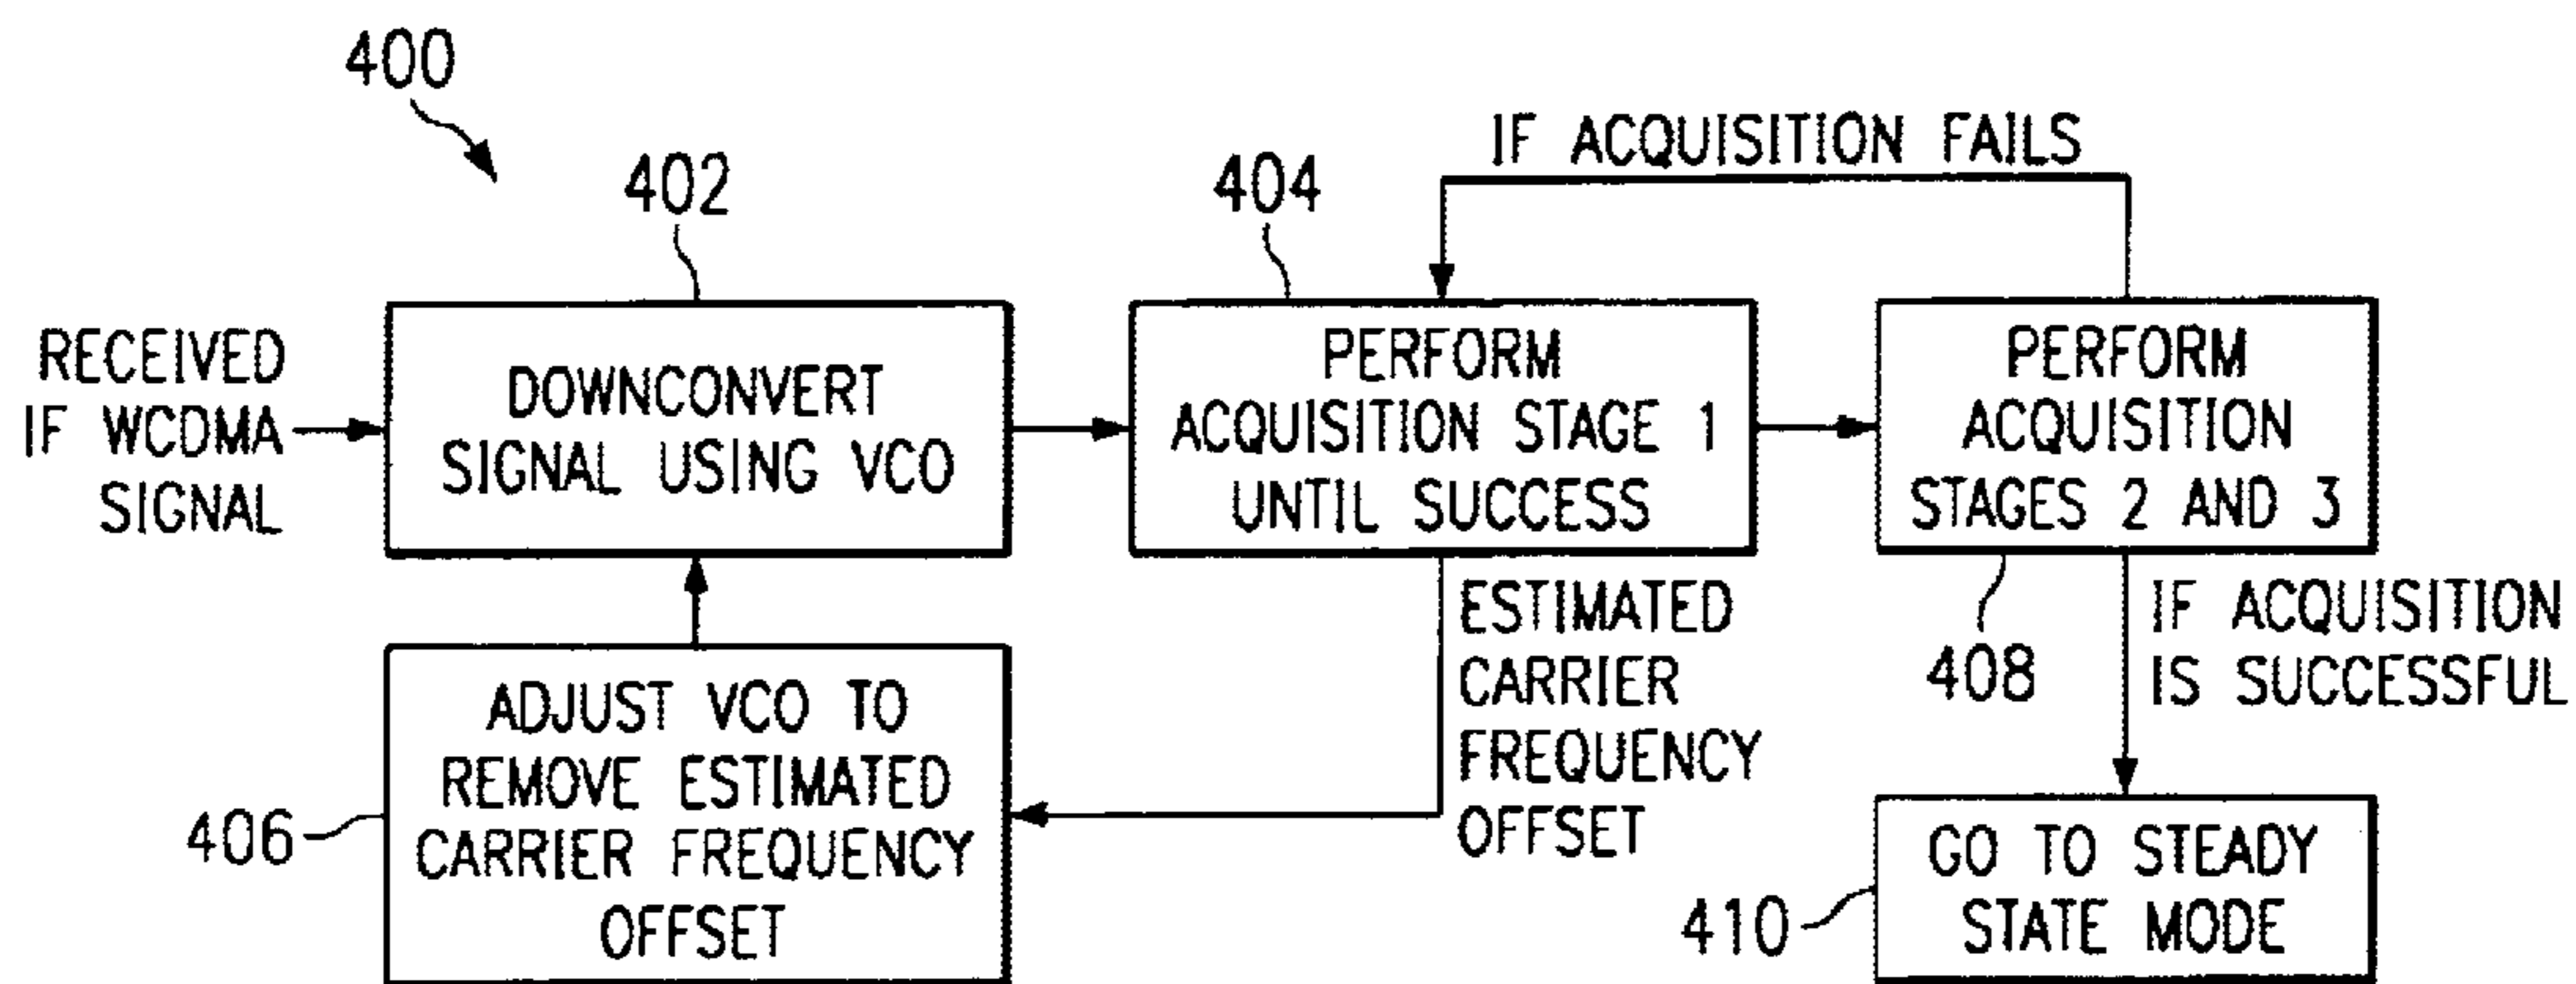 400
402
404
IF ACQUISITION FAILS
RECEIVED
IF WCDMA
SIGNAL
DOWNCONVERT
SIGNAL USING VCO
PERFORM
ACQUISITION STAGE 1
UNTIL SUCCESS
PERFORM
ACQUISITION
STAGES 2 AND 3
ESTIMATED
CARRIER
FREQUENCY
OFFSET
408
IF ACQUISITION
IS SUCCESSFUL
406
ADJUST VCO TO
REMOVE ESTIMATED
CARRIER FREQUENCY
OFFSET
410
GO TO STEADY
STATE MODE